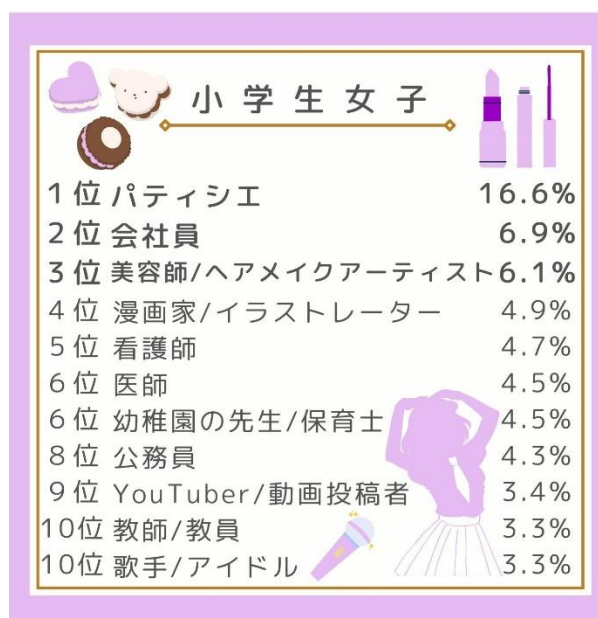 小学生女子
1位 パティシエ 16.6%
2位 会社員 6.9%
3位 美容師/ヘアメイクアーティスト 6.1%
4位 漫画家/イラストレーター 4.9%
5位 看護師 4.7%
6位 医師 4.5%
6位 幼稚園の先生/保育士 4.5%
8位 公務員 4.3%
9位 YouTuber/動画投稿者 3.4%
10位 教師/教員 3.3%
10位 歌手/アイドル 3.3%